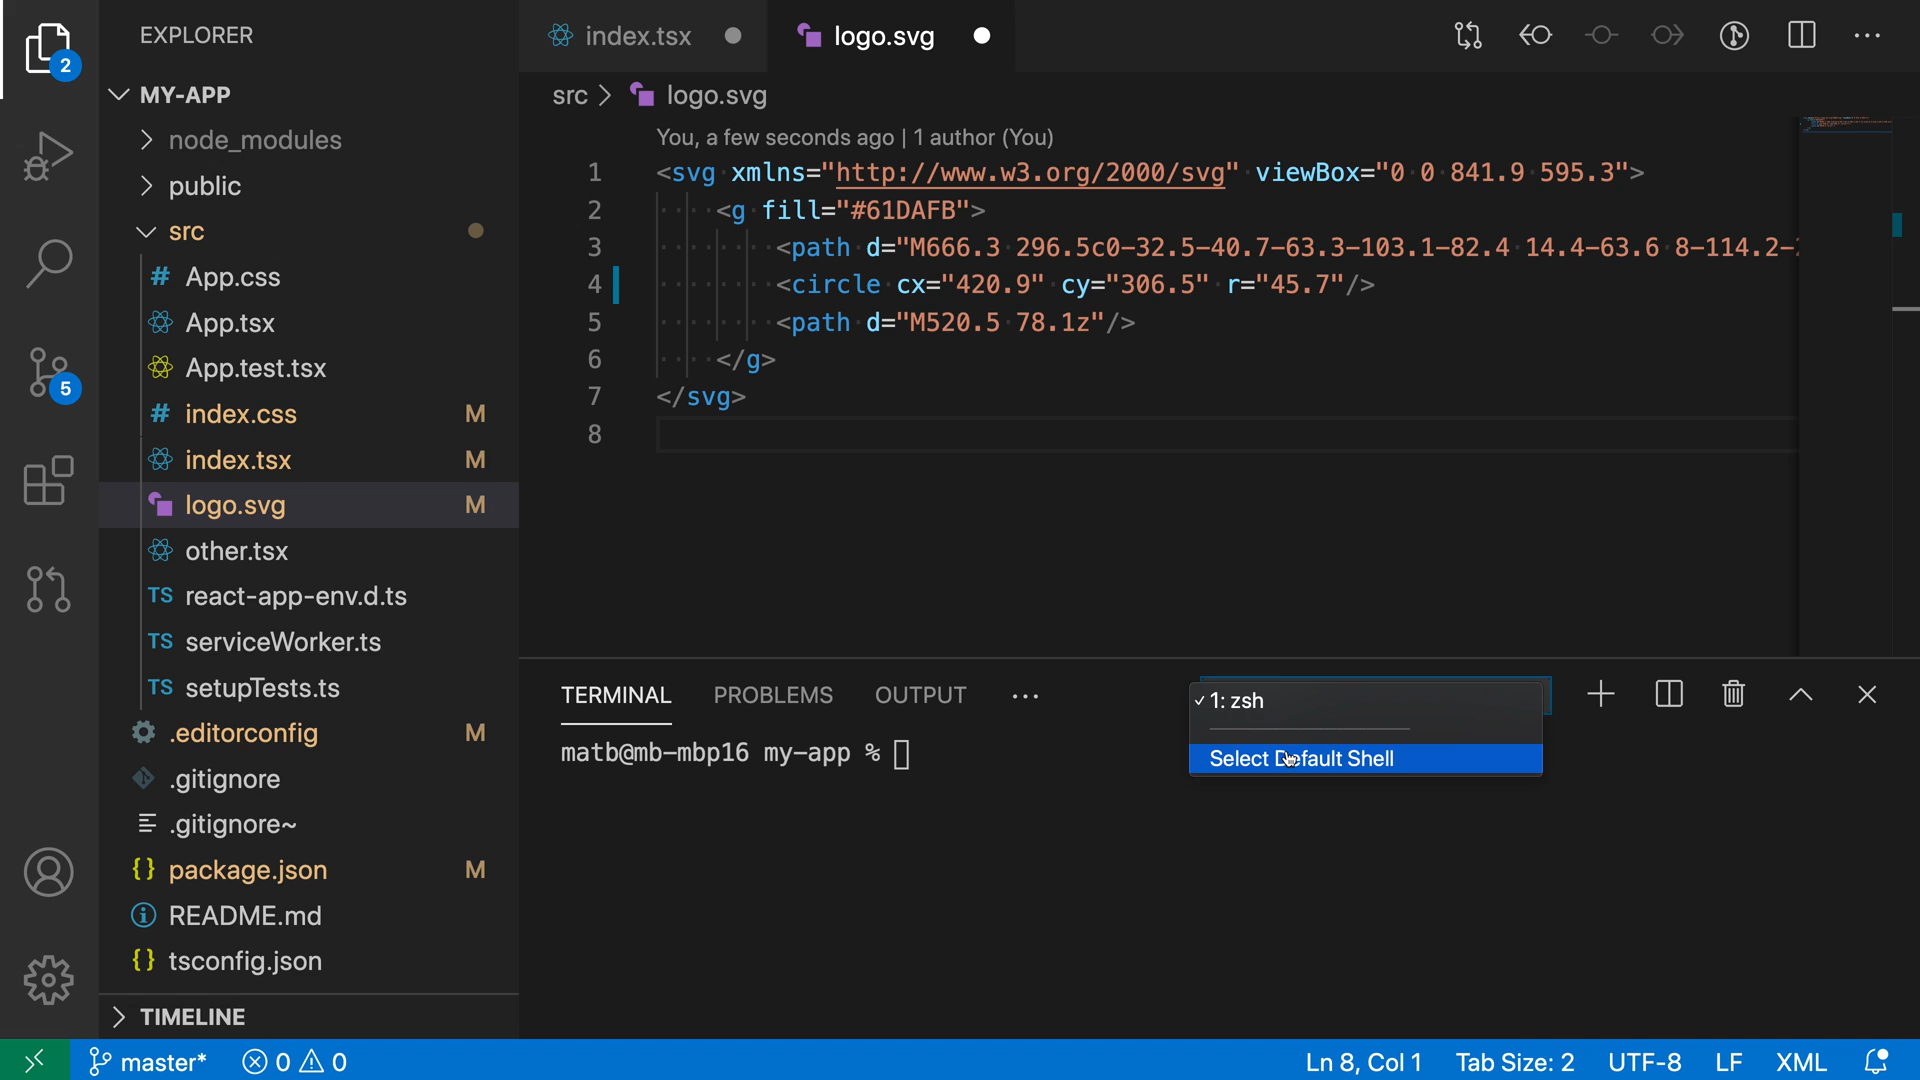 EXPLORER
2
MY-APP
node_modules
public
src
# App.css
App.tsx
App.test.tsx
# index.css M
index.tsx M
logo.svg M
other.tsx
TS react-app-env.d.ts
TS serviceWorker.ts
TS setupTests.ts
.editorconfig M
.gitignore
.gitignore~
{} package.json M
README.md
{} tsconfig.json
TIMELINE
5
index.tsx
logo.svg
src > logo.svg
You, a few seconds ago | 1 author (You)
1 <svg xmlns="http://www.w3.org/2000/svg" viewBox="0 0 841.9 595.3">
2 <g fill="#61DAFB">
3 <path d="M666.3 296.5c0-32.5-40.7-63.3-103.1-82.4 14.4-63.6 8-114.2-
4 <circle cx="420.9" cy="306.5" r="45.7"/>
5 <path d="M520.5 78.1z"/>
6 </g>
7 </svg>
8
TERMINAL PROBLEMS OUTPUT ...
✓ 1: zsh
Select Default Shell
matb@mb-mbp16 my-app %
master* 0 0 Ln 8, Col 1 Tab Size: 2 UTF-8 LF XML